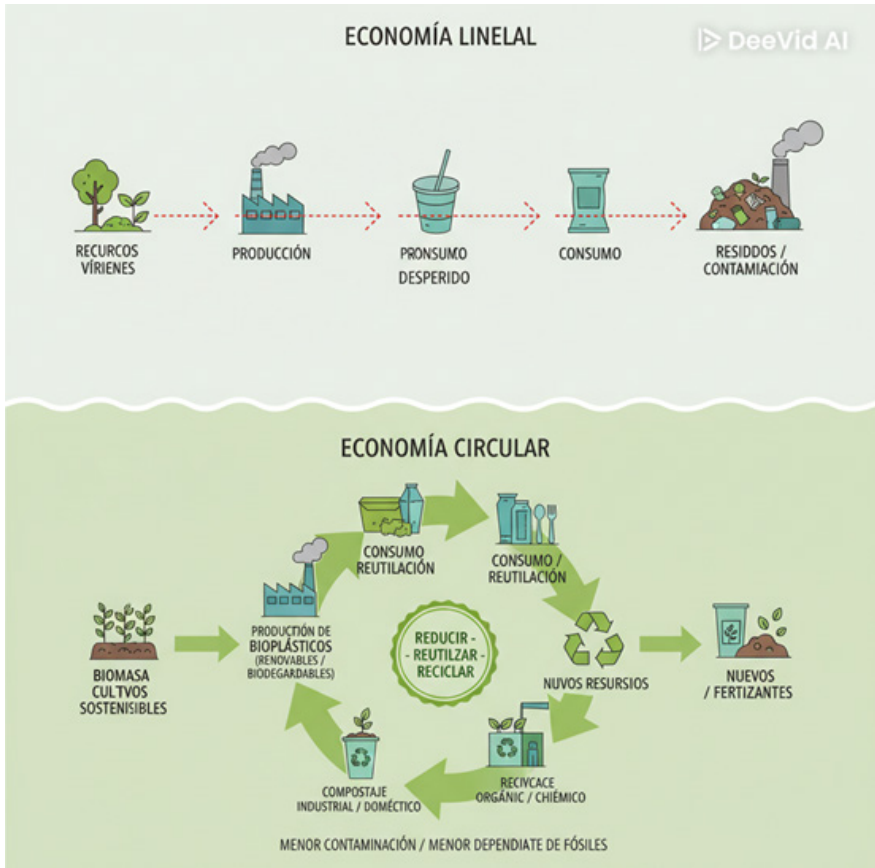 ECONOMÍA LINELAL
DeeVid AI
RECURCOS
VÍRIENES
PRODUCCIÓN
PRONSUMO
DESPERIDO
CONSUMO
RESIDDOS /
CONTAMIACIÓN
ECONOMÍA CIRCULAR
CONSUMO
REUTILACIÓN
CONSUMO /
REUTILACIÓN
BIOMASA
CULTVOS
SOSTENISIBLES
PRODUCTIÓN DE
BIOPLÁSTICOS
(RENOVABLES /
BIODEGARDABLES)
REDUCIR -
- REUTILZAR -
RECICLAR
NUVOS RESURSIOS
NUEVOS
/ FERTIZANTES
COMPOSTAJE
INDUSTRIAL / DOMÉCTICO
RECIVCACE
ORGÁNIC / CHIÉMICO
MENOR CONTAMINACIÓN / MENOR DEPENDIATE DE FÓSILES